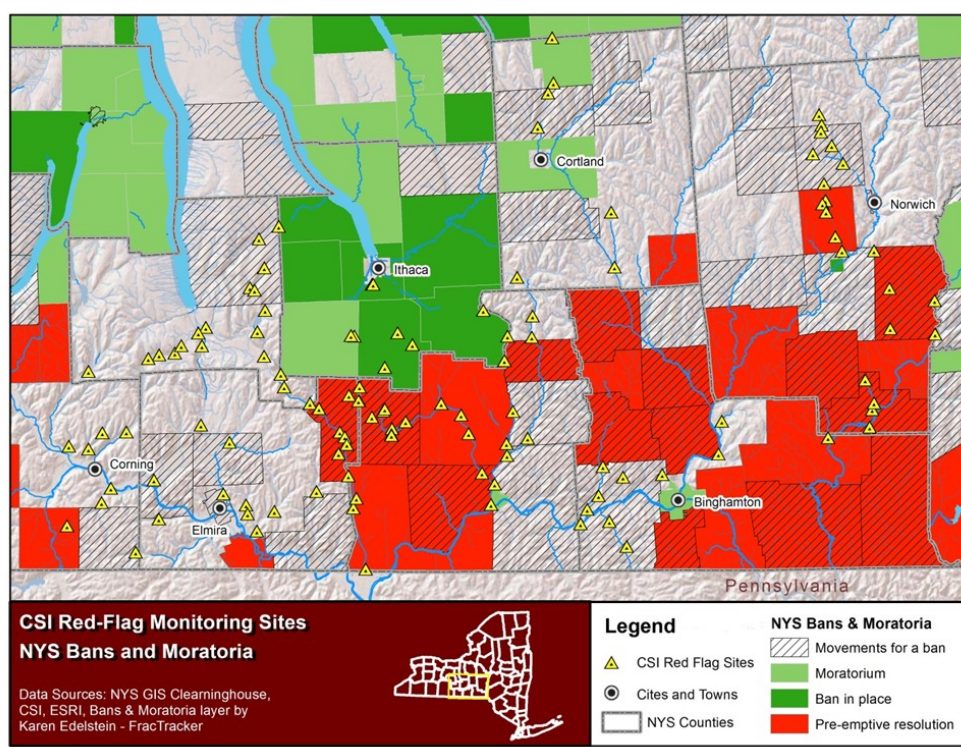 Cortland
Norwich
Ithaca
Corning
Elmira
Binghamton
Pennsylvania
CSI Red-Flag Monitoring Sites
NYS Bans and Moratoria
Data Sources: NYS GIS Clearninghouse,
CSI, ESRI, Bans & Moratoria layer by
Karen Edelstein - FracTracker
Legend
CSI Red Flag Sites
Cites and Towns
NYS Counties
NYS Bans & Moratoria
Movements for a ban
Moratorium
Ban in place
Pre-emptive resolution